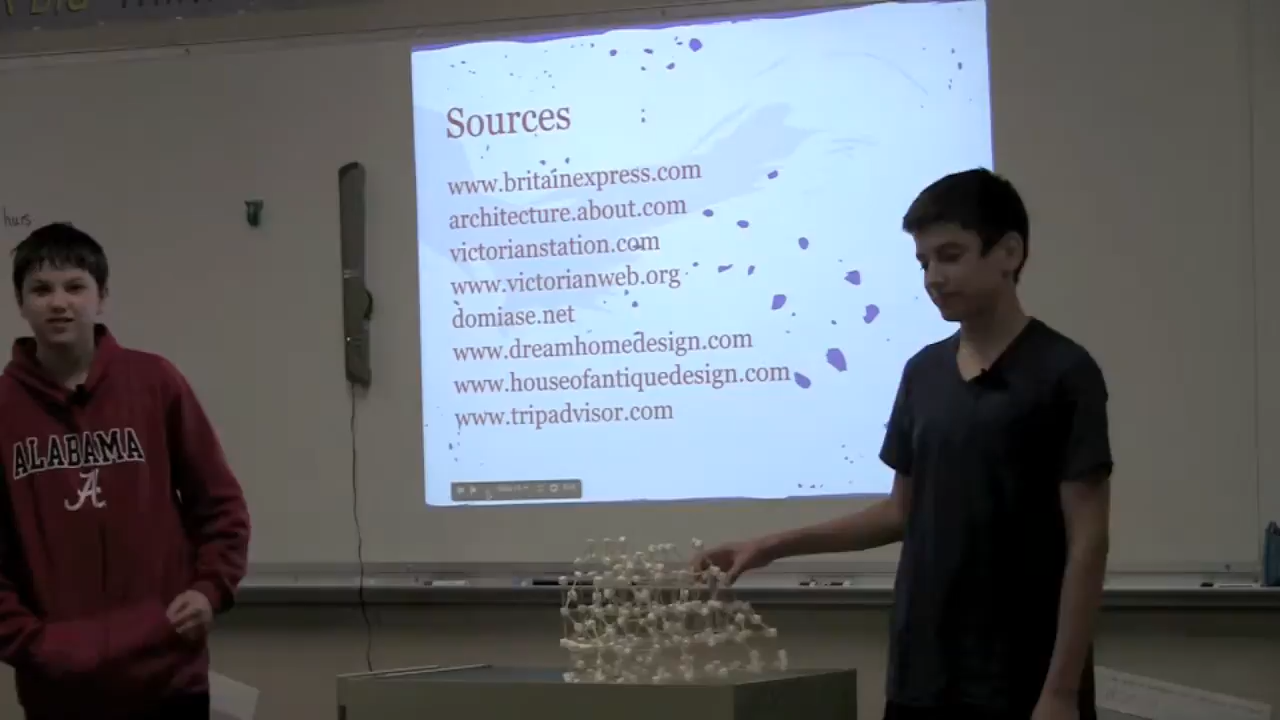 hurs
Sources
www.britainexpress.com
architecture.about.com
victorianstation.com
www.victorianweb.org
domiase.net
www.dreamhomedesign.com
www.houseofantiquedesign.com
www.tripadvisor.com
ALABAMA
A